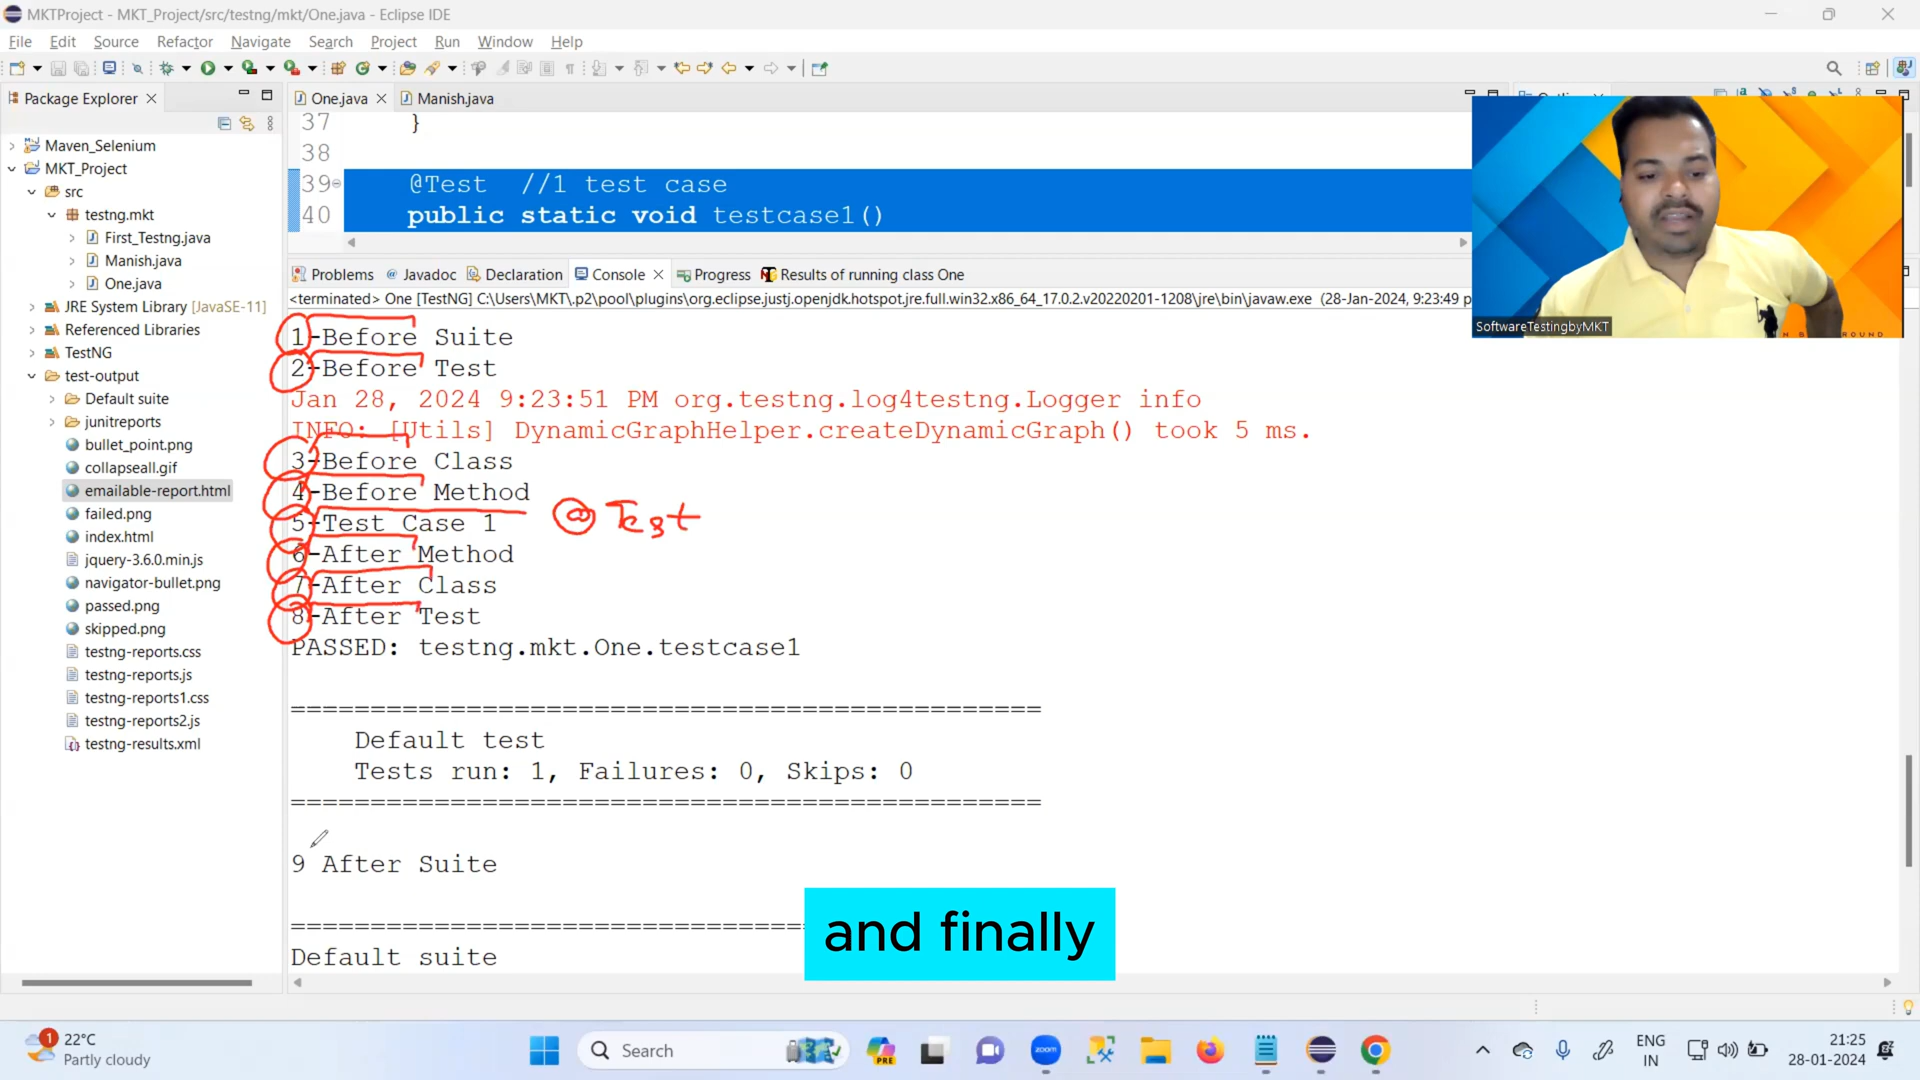 MKTProject - MKT_Project/src/testng/mkt/One.java - Eclipse IDE
File Edit Source Refactor Navigate Search Project Run Window Help
Package Explorer
One.java
Manish.java
Maven_Selenium
MKT_Project
src
testng.mkt
First_Testng.java
Manish.java
One.java
JRE System Library [JavaSE-11]
Referenced Libraries
TestNG
test-output
Default suite
junitreports
bullet_point.png
collapseall.gif
emailable-report.html
failed.png
index.html
jquery-3.6.0.min.js
navigator-bullet.png
passed.png
skipped.png
testng-reports.css
testng-reports.js
testng-reports1.css
testng-reports2.js
testng-results.xml
37 }
38
39 @Test //1 test case
40 public static void testcase1()
Problems @ Javadoc Declaration Console Progress Results of running class One
<terminated> One [TestNG] C:\Users\MKT\.p2\pool\plugins\org.eclipse.justj.openjdk.hotspot.jre.full.win32.x86_64_17.0.2.v20220201-1208\jre\bin\javaw.exe (28-Jan-2024, 9:23:49 p
1-Before Suite
2-Before Test
Jan 28, 2024 9:23:51 PM org.testng.log4testng.Logger info
INFO: [Utils] DynamicGraphHelper.createDynamicGraph() took 5 ms.
3-Before Class
4-Before Method
5-Test Case 1
@Test
6-After Method
7-After Class
8-After Test
PASSED: testng.mkt.One.testcase1
===============================================
Default test
Tests run: 1, Failures: 0, Skips: 0
===============================================
9 After Suite
Default suite
SoftwareTestingbyMKT
and finally
1
22°C
Partly cloudy
Search
PRE
zoom
ENG
IN
21:25
28-01-2024